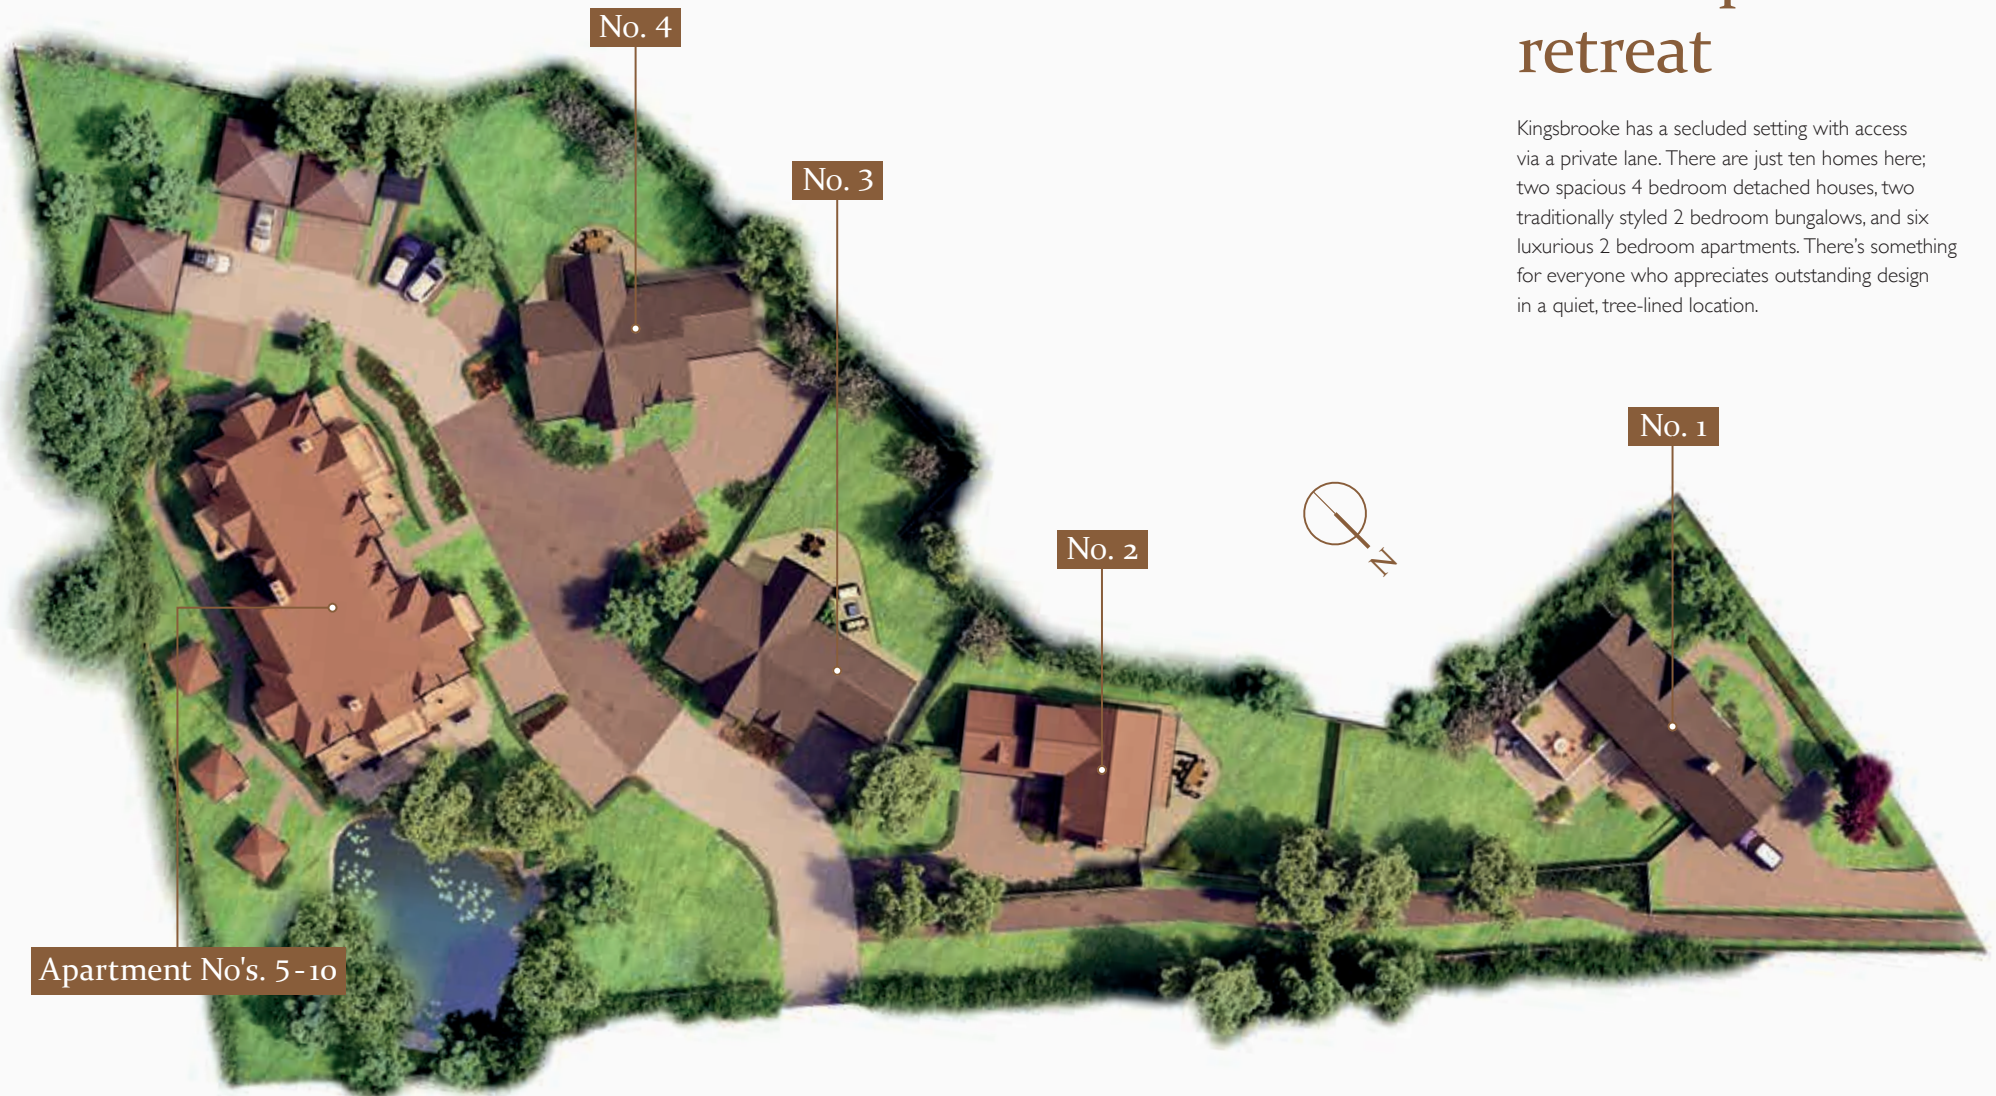 retreat
Kingsbrooke has a secluded setting with access
via a private lane. There are just ten homes here;
two spacious 4 bedroom detached houses, two
traditionally styled 2 bedroom bungalows, and six
luxurious 2 bedroom apartments. There's something
for everyone who appreciates outstanding design
in a quiet, tree-lined location.
No. 4
No. 3
No. 1
No. 2
N
Apartment No's. 5-10